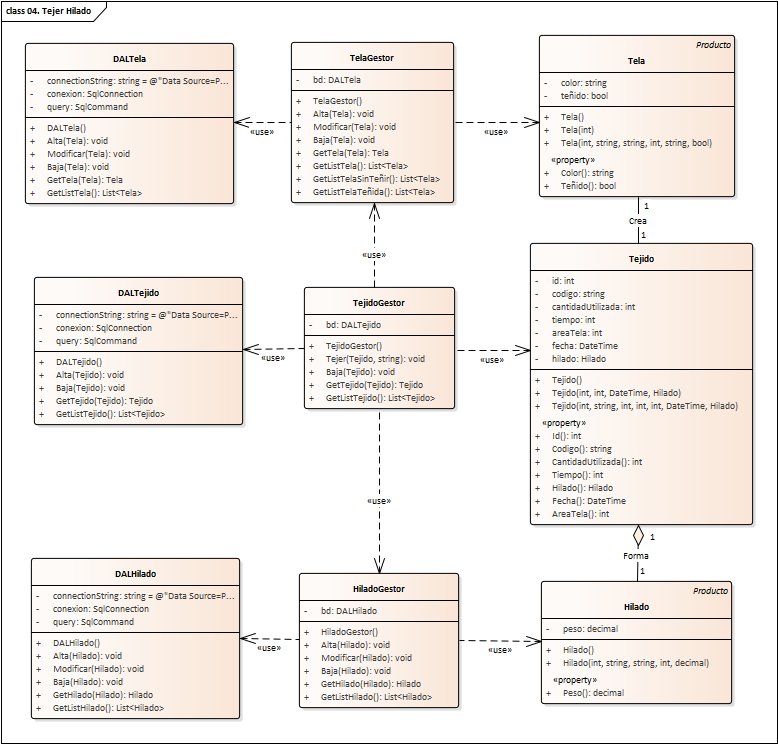 class 04. Tejer Hilado
DALTela
- connectionString: string = @"Data Source=P...
- conexion: SqlConnection
- query: SqlCommand
+ DALTela()
+ Alta(Tela): void
+ Modificar(Tela): void
+ Baja(Tela): void
+ GetTela(Tela): Tela
+ GetListTela(): List<Tela>
«use»
TelaGestor
- bd: DALTela
+ TelaGestor()
+ Alta(Tela): void
+ Modificar(Tela): void
+ Baja(Tela): void
+ GetTela(Tela): Tela
+ GetListTela(): List<Tela>
+ GetListTelaSinTeñir(): List<Tela>
+ GetListTelaTeñida(): List<Tela>
«use»
Producto
Tela
- color: string
- teñido: bool
+ Tela()
+ Tela(int)
+ Tela(int, string, string, int, string, bool)
«property»
+ Color(): string
+ Teñido(): bool
1
Crea
1
«use»
DALTejido
- connectionString: string = @"Data Source=P...
- conexion: SqlConnection
- query: SqlCommand
+ DALTejido()
+ Alta(Tejido): void
+ Baja(Tejido): void
+ GetTejido(Tejido): Tejido
+ GetListTejido(): List<Tejido>
«use»
TejidoGestor
- bd: DALTejido
+ TejidoGestor()
+ Tejer(Tejido, string): void
+ Baja(Tejido): void
+ GetTejido(Tejido): Tejido
+ GetListTejido(): List<Tejido>
«use»
Tejido
- id: int
- codigo: string
- cantidadUtilizada: int
- tiempo: int
- areaTela: int
- fecha: DateTime
- hilado: Hilado
+ Tejido()
+ Tejido(int, int, DateTime, Hilado)
+ Tejido(int, string, int, int, int, DateTime, Hilado)
«property»
+ Id(): int
+ Codigo(): string
+ CantidadUtilizada(): int
+ Tiempo(): int
+ Hilado(): Hilado
+ Fecha(): DateTime
+ AreaTela(): int
«use»
1
Forma
1
DALHilado
- connectionString: string = @"Data Source=P...
- conexion: SqlConnection
- query: SqlCommand
+ DALHilado()
+ Alta(Hilado): void
+ Modificar(Hilado): void
+ Baja(Hilado): void
+ GetHilado(Hilado): Hilado
+ GetListHilado(): List<Hilado>
«use»
HiladoGestor
- bd: DALHilado
+ HiladoGestor()
+ Alta(Hilado): void
+ Modificar(Hilado): void
+ Baja(Hilado): void
+ GetHilado(Hilado): Hilado
+ GetListHilado(): List<Hilado>
«use»
Producto
Hilado
- peso: decimal
+ Hilado()
+ Hilado(int, string, string, int, decimal)
«property»
+ Peso(): decimal